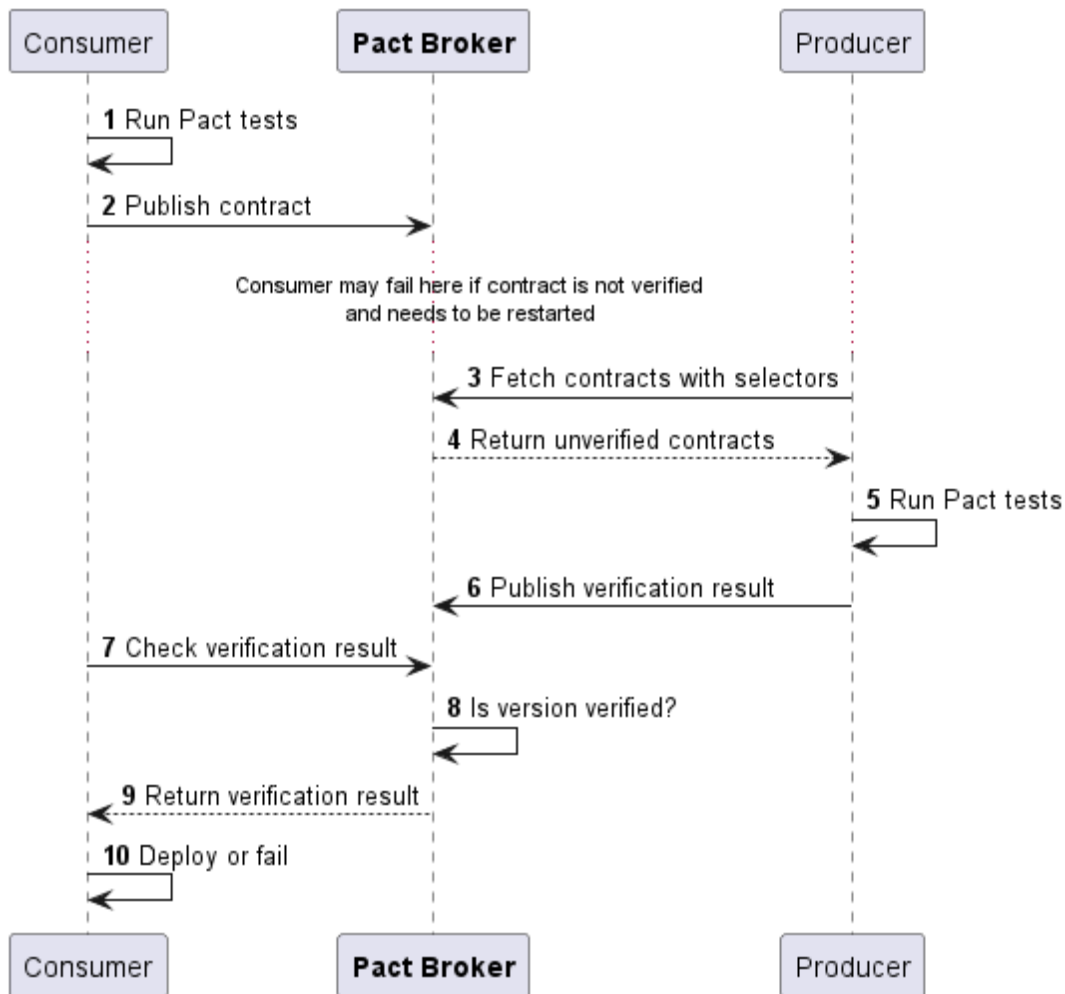 Consumer
Pact Broker
Producer
1 Run Pact tests
2 Publish contract
Consumer may fail here if contract is not verified
and needs to be restarted
3 Fetch contracts with selectors
4 Return unverified contracts
5 Run Pact tests
6 Publish verification result
7 Check verification result
8 Is version verified?
9 Return verification result
10 Deploy or fail
Consumer
Pact Broker
Producer